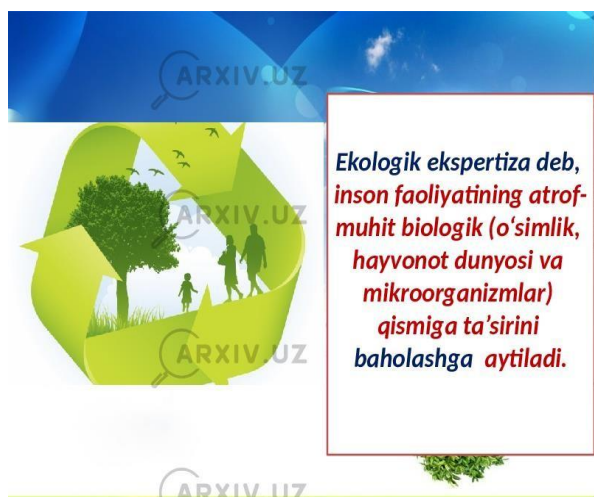 ARXIV.UZ
Ekologik ekspertiza deb,
inson faoliyatining atrof-
muhit biologik (o‘simlik,
hayvonot dunyosi va
mikroorganizmlar)
qismiga ta’sirini
baholashga aytiladi.
ARXIV.UZ
ARXIV.UZ
ARXIV.UZ